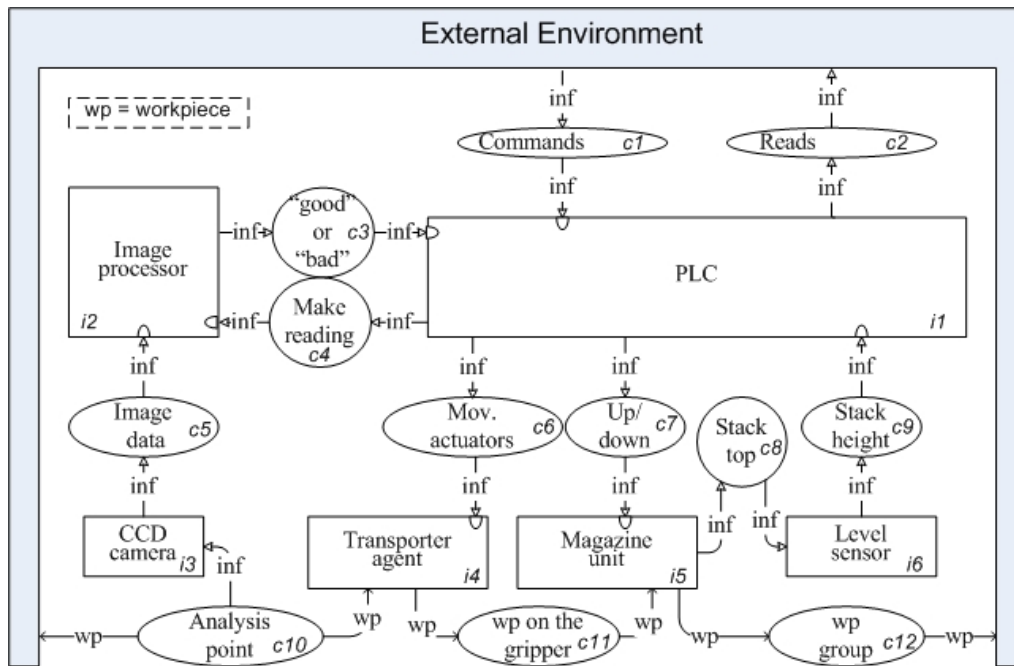 External Environment
wp = workpiece
inf
inf
Commands c1
Reads c2
inf
inf
Image
processor
i2
inf
"good"
or
"bad"
c3
inf
PLC
i1
inf
Make
reading
c4
inf
inf
inf
inf
inf
Image
data
c5
Mov.
actuators
c6
Up/
down
c7
Stack
top
c8
Stack
height
c9
inf
inf
inf
inf
inf
inf
CCD
camera
i3
Transporter
agent
i4
Magazine
unit
i5
Level
sensor
i6
inf
wp
Analysis
point
c10
wp
wp
wp on the
gripper
c11
wp
wp
wp
group
c12
wp